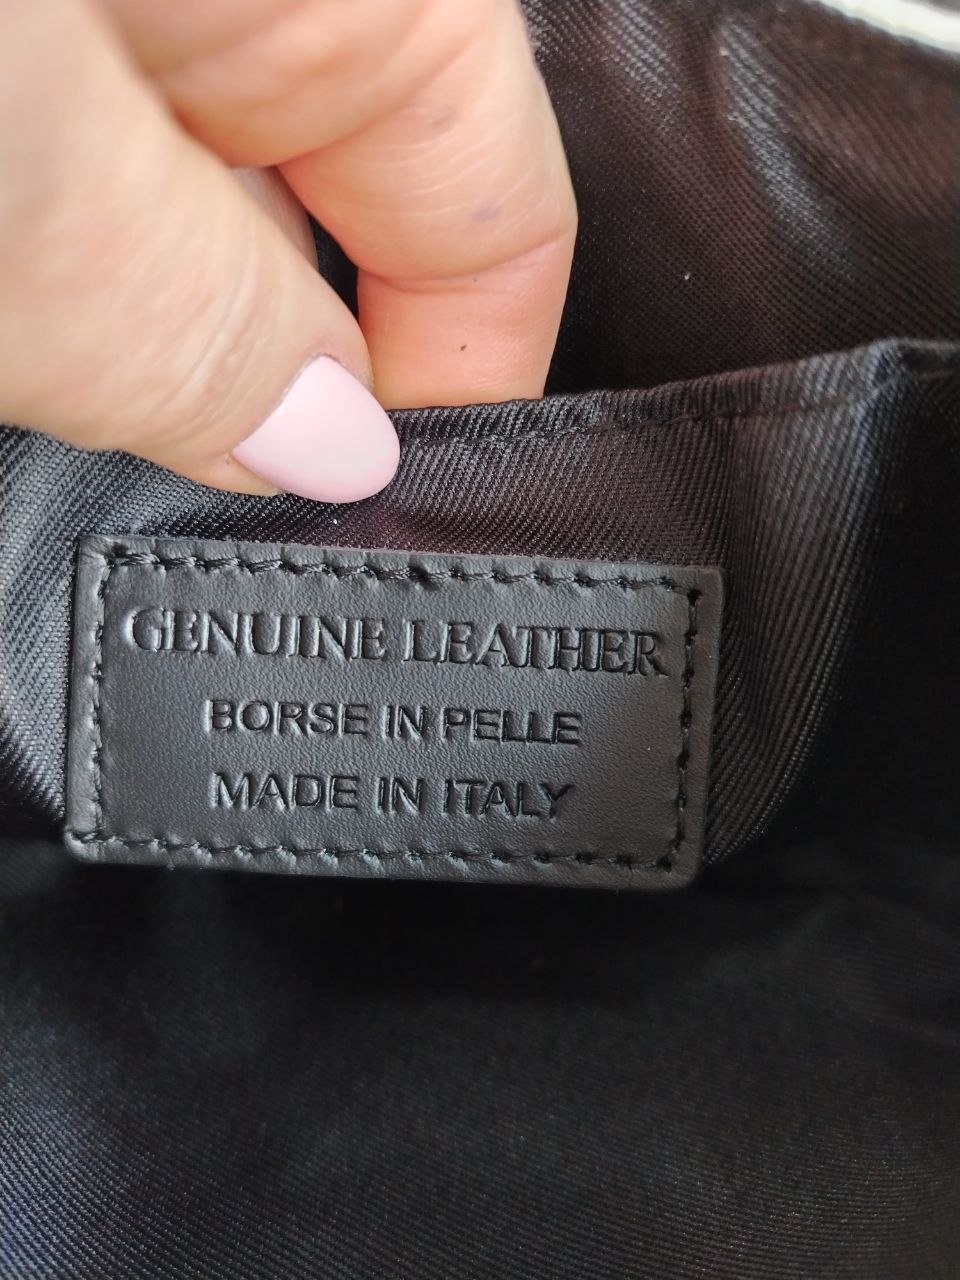 GENUINE LEATHER
BORSE IN PELLE
MADE IN ITALY